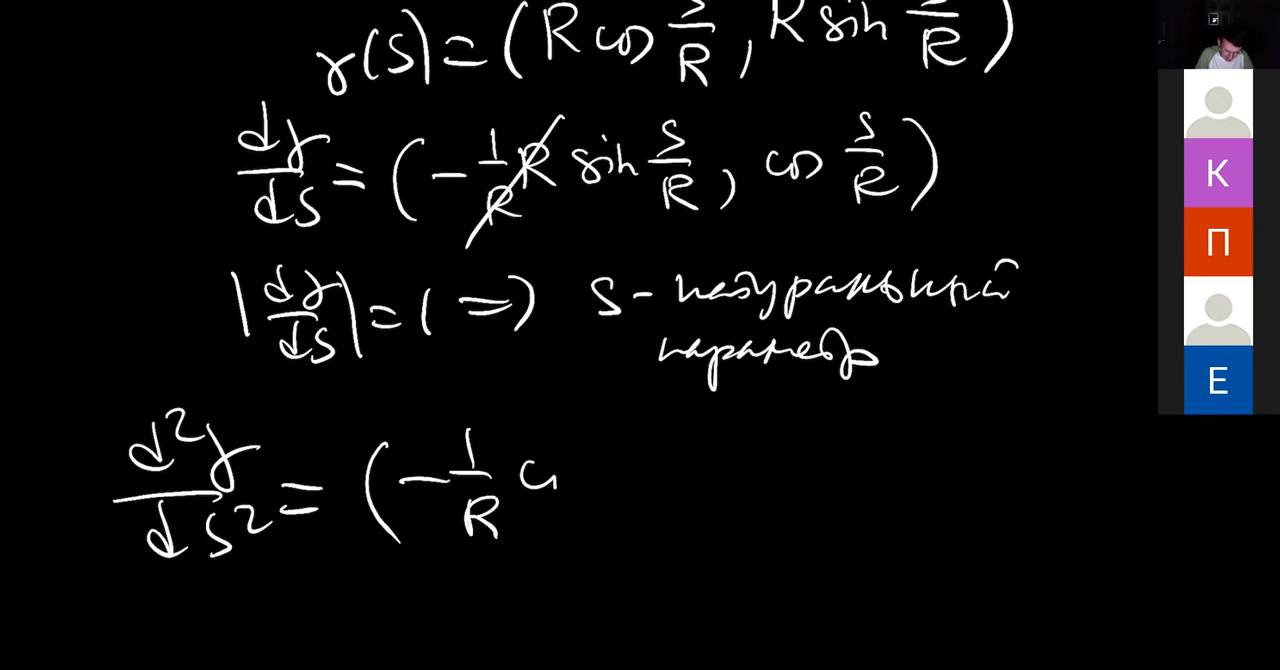 γ(s) = (R cos s/R, R sin s/R)
dγ/ds = (- 1/R R sin s/R, cos s/R)
|dγ/ds| = 1 => s - натуральный
параметр
d²γ/ds² = (- 1/R c
К
П
Е